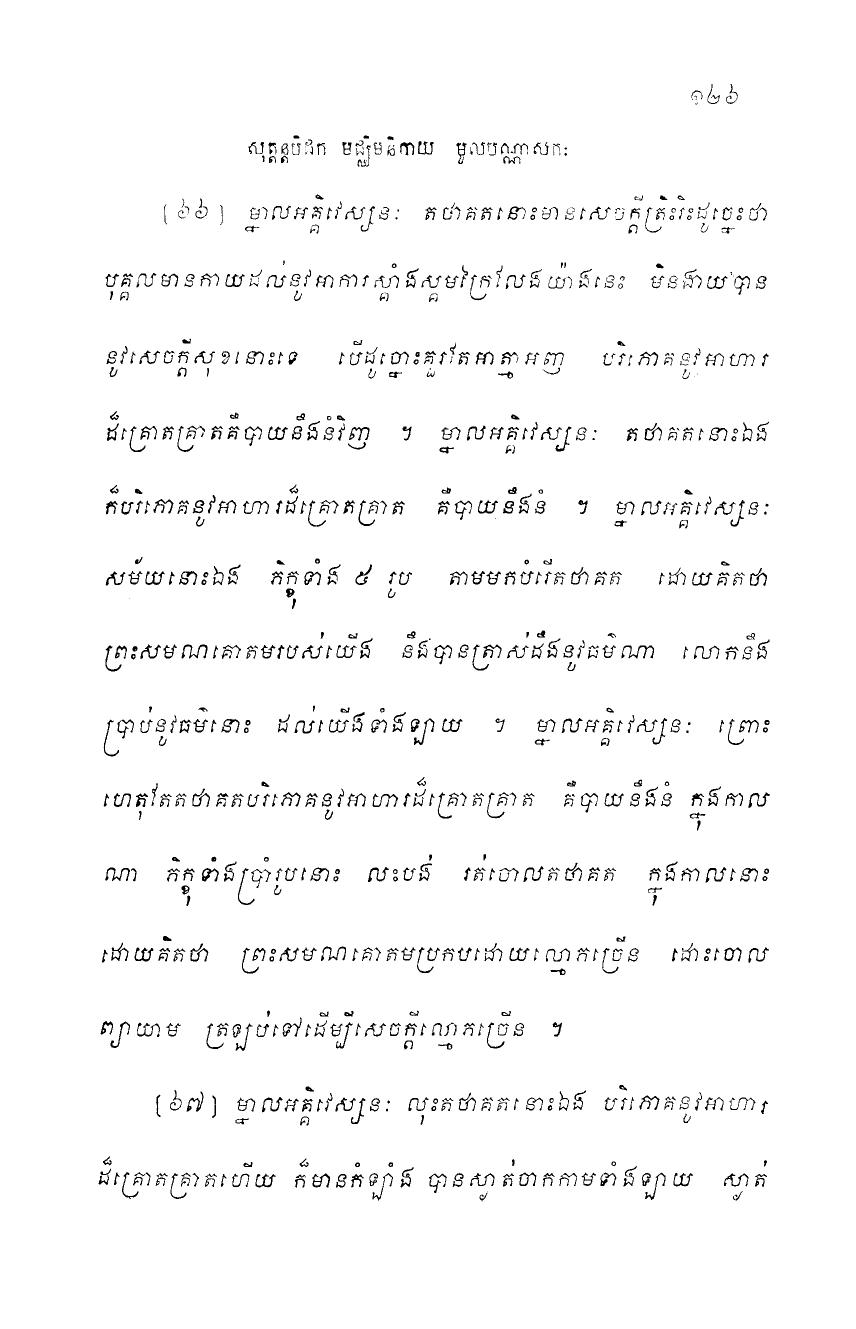 ១២៦
សុត្តន្តបិដក មជ្ឈិមនិកាយ មូលបណ្ណាសកៈ
[៦៦] ម្នាលអគ្គិវេស្សនៈ តថាគតនោះមានសេចក្តីត្រិះរិះដូច្នេះថា
បុគ្គលមានកាយដល់នូវអាការស្គាំងស្គមក្រៃលែងយ៉ាងនេះ មិនងាយបាន
នូវសេចក្តីសុខនោះទេ បើដូច្នោះគួរតែអាត្មាអញ បរិភោគនូវអាហារ
ដ៏គ្រោតគ្រាតគឺបាយនឹងនំវិញ ។ ម្នាលអគ្គិវេស្សនៈ តថាគតនោះឯង
ក៏បរិភោគនូវអាហារដ៏គ្រោតគ្រាត គឺបាយនឹងនំ ។ ម្នាលអគ្គិវេស្សនៈ
សម័យនោះឯង ភិក្ខុទាំង ៥ រូប តាមមកបំរើតថាគត ដោយគិតថា
ព្រះសមណគោតមរបស់យើង នឹងបានត្រាស់ដឹងនូវធម៌ណា លោកនឹង
ប្រាប់នូវធម៌នោះ ដល់យើងទាំងឡាយ ។ ម្នាលអគ្គិវេស្សនៈ ព្រោះ
ហេតុតែតថាគតបរិភោគនូវអាហារដ៏គ្រោតគ្រាត គឺបាយនឹងនំ ក្នុងកាល
ណា ភិក្ខុទាំងប្រាំរូបនោះ លះបង់ រត់ចោលតថាគត ក្នុងកាលនោះ
ដោយគិតថា ព្រះសមណគោតមប្រកបដោយល្មោភច្រើន ដោះចោល
ព្យាយាម ត្រឡប់ទៅដើម្បីសេចក្តីល្មោភច្រើន ។
[៦៧] ម្នាលអគ្គិវេស្សនៈ លុះតថាគតនោះឯង បរិភោគនូវអាហារ
ដ៏គ្រោតគ្រាតហើយ ក៏មានកំឡាំង បានស្ងាត់ចាកកាមទាំងឡាយ ស្ងាត់